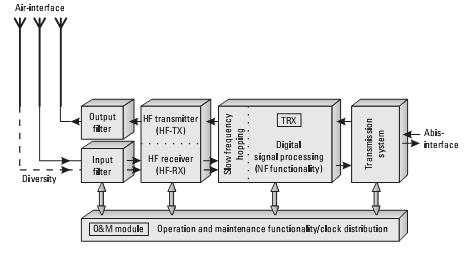 Air-interface
Output
filter
HF transmitter
(HF-TX)
Slow frequency
hopping
TRX
Digital
signal processing
(NF functionality)
Transmission
system
Abis-
interface
Input
filter
HF receiver
(HF-RX)
Diversity
O&M module
Operation and maintenance functionality/clock distribution